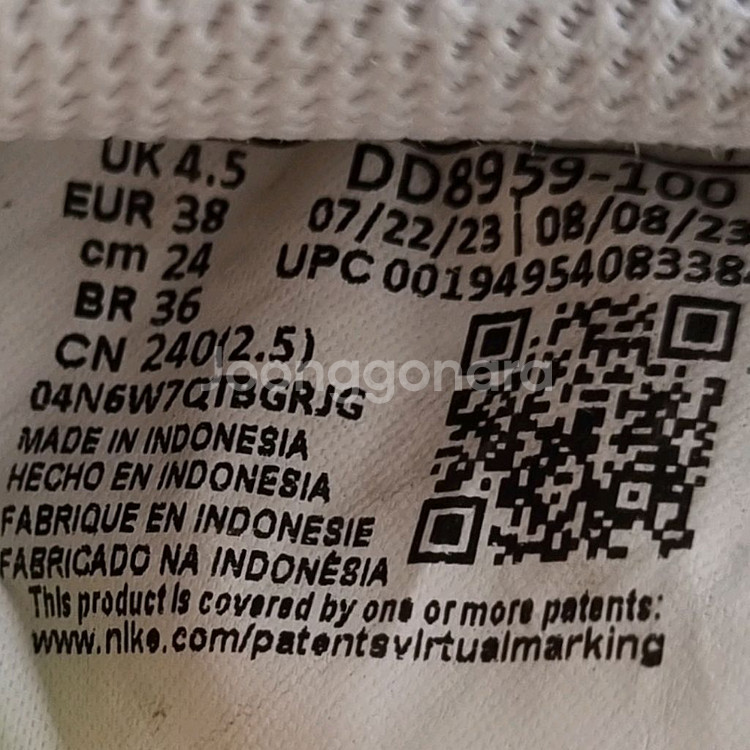 UK 4.5
EUR 38
cm 24
BR 36
CN 240(2.5)
DD8959-100
07/22/23 | 08/08/23
UPC 00194954083384
Joonggonara
04N6W7QTBGRJG
MADE IN INDONESIA
HECHO EN INDONESIA
FABRIQUE EN INDONESIE
FABRICADO NA INDONÉSIA
This product is covered by one or more patents:
www.nike.com/patentsvirtualmarking